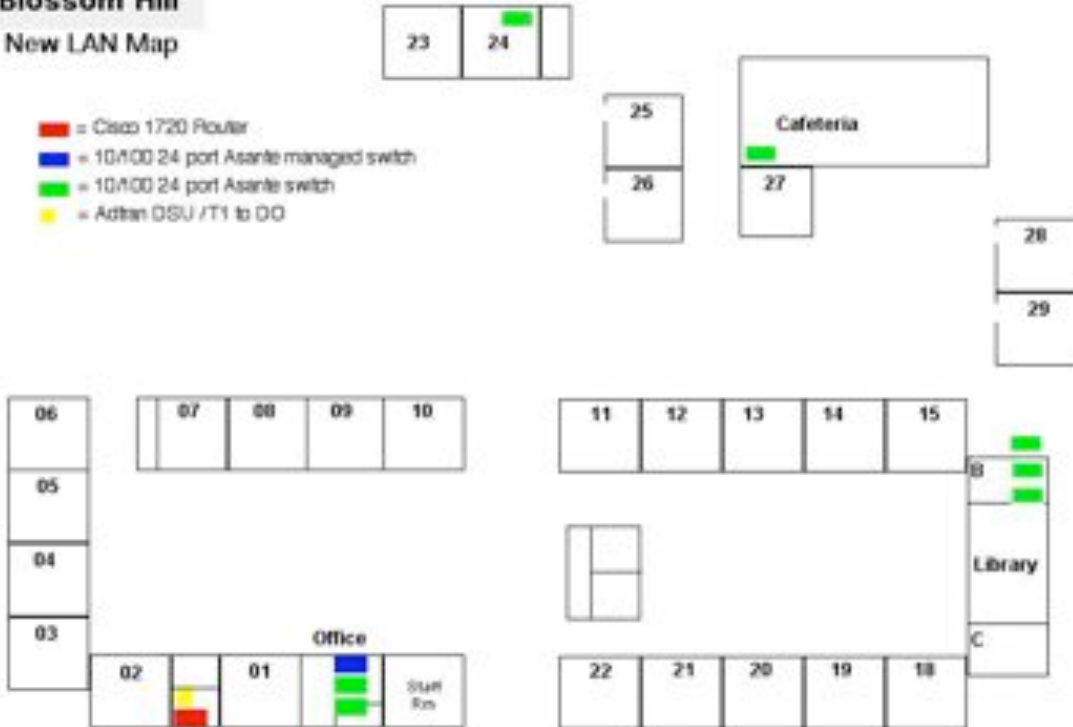 Blossom Hill
New LAN Map
= Cisco 1720 Router
= 10/100 24 port Asante managed switch
= 10/100 24 port Asante switch
= Adtran DSU / T1 to DO
23
24
25
26
Cafeteria
27
28
29
06
05
04
03
07
08
09
10
11
12
13
14
15
B
Library
C
Office
02
01
Staff
Rm
22
21
20
19
18